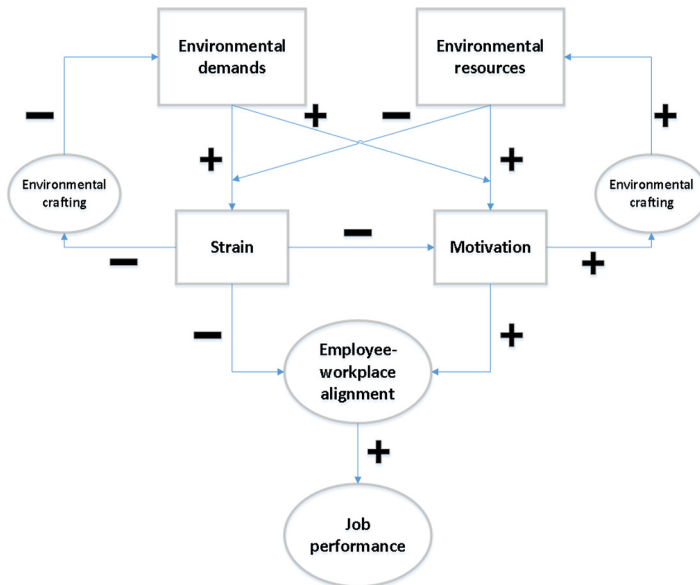 Environmental
demands
Environmental
resources
−
+
−
+
+
+
Environmental
crafting
Environmental
crafting
Strain
−
Motivation
−
+
−
+
Employee-
workplace
alignment
+
Job
performance